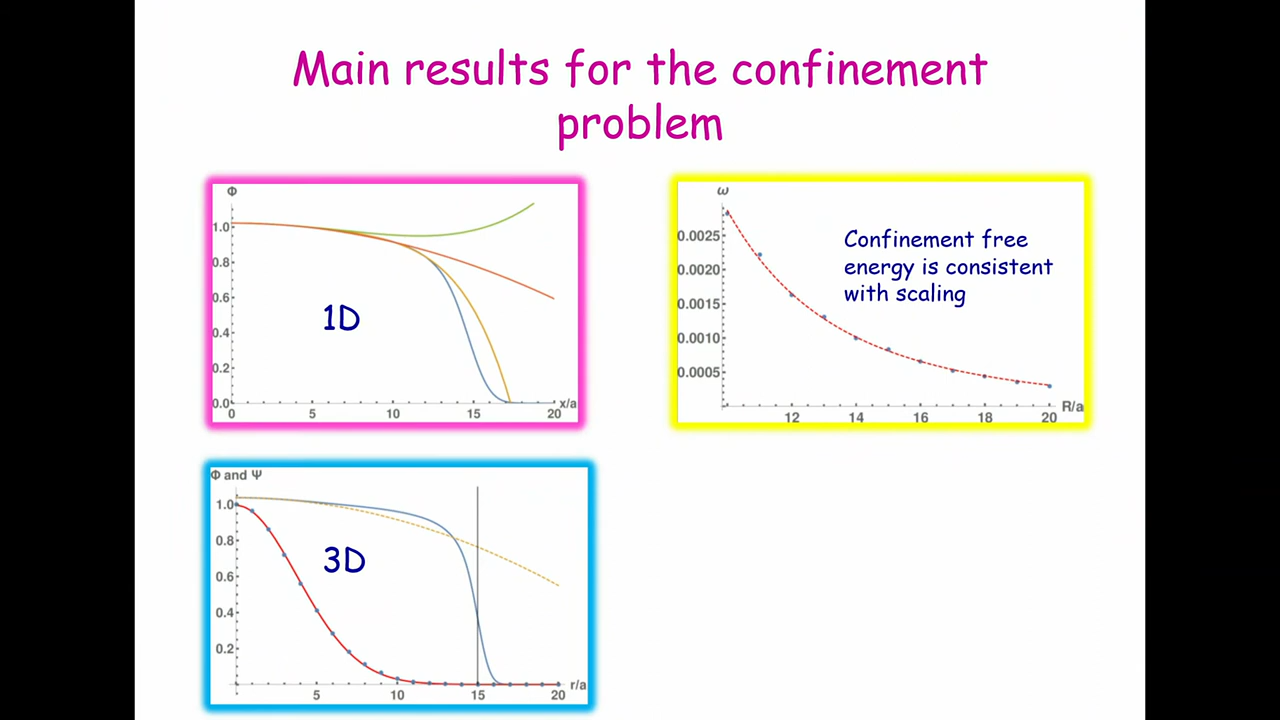 Main results for the confinement
problem
Φ
1.0
0.8
0.6
0.4
0.2
0.0
1D
0 5 10 15 20 x/a
ω
0.0025
0.0020
0.0015
0.0010
0.0005
Confinement free
energy is consistent
with scaling
12 14 16 18 20 R/a
Φ and Ψ
1.0
0.8
0.6
0.4
0.2
3D
5 10 15 20 r/a